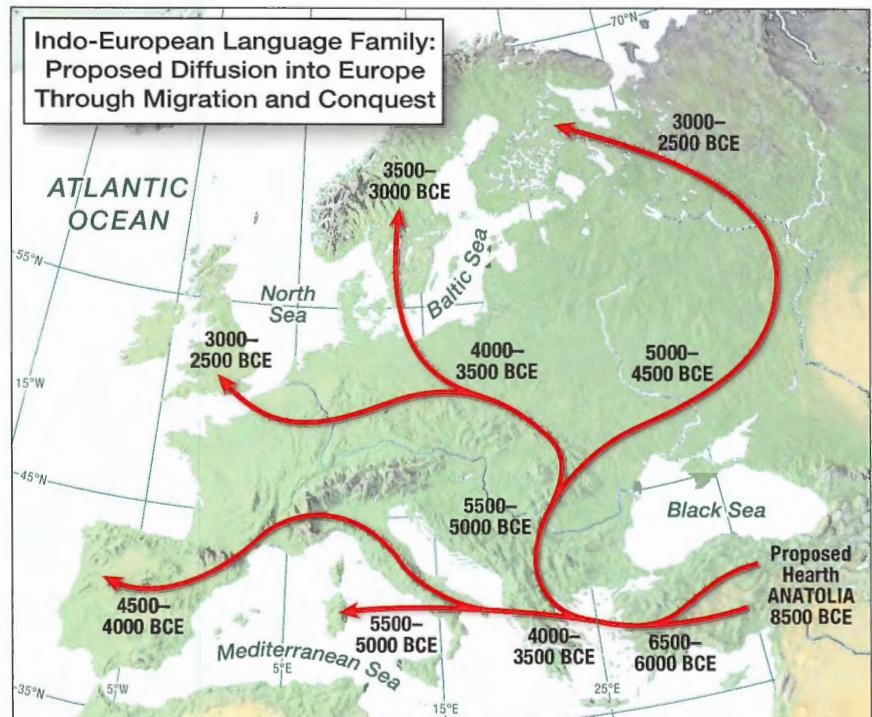 Indo-European Language Family:
Proposed Diffusion into Europe
Through Migration and Conquest
70°N
3000–
2500 BCE
3500–
3000 BCE
ATLANTIC
OCEAN
55°N
Baltic Sea
North
Sea
3000–
2500 BCE
4000–
3500 BCE
5000–
4500 BCE
15°W
45°N
5500–
5000 BCE
Black Sea
Proposed
Hearth
ANATOLIA
8500 BCE
4500–
4000 BCE
5500–
5000 BCE
4000–
3500 BCE
6500–
6000 BCE
Mediterranean Sea
35°N
5°W
5°E
15°E
25°E